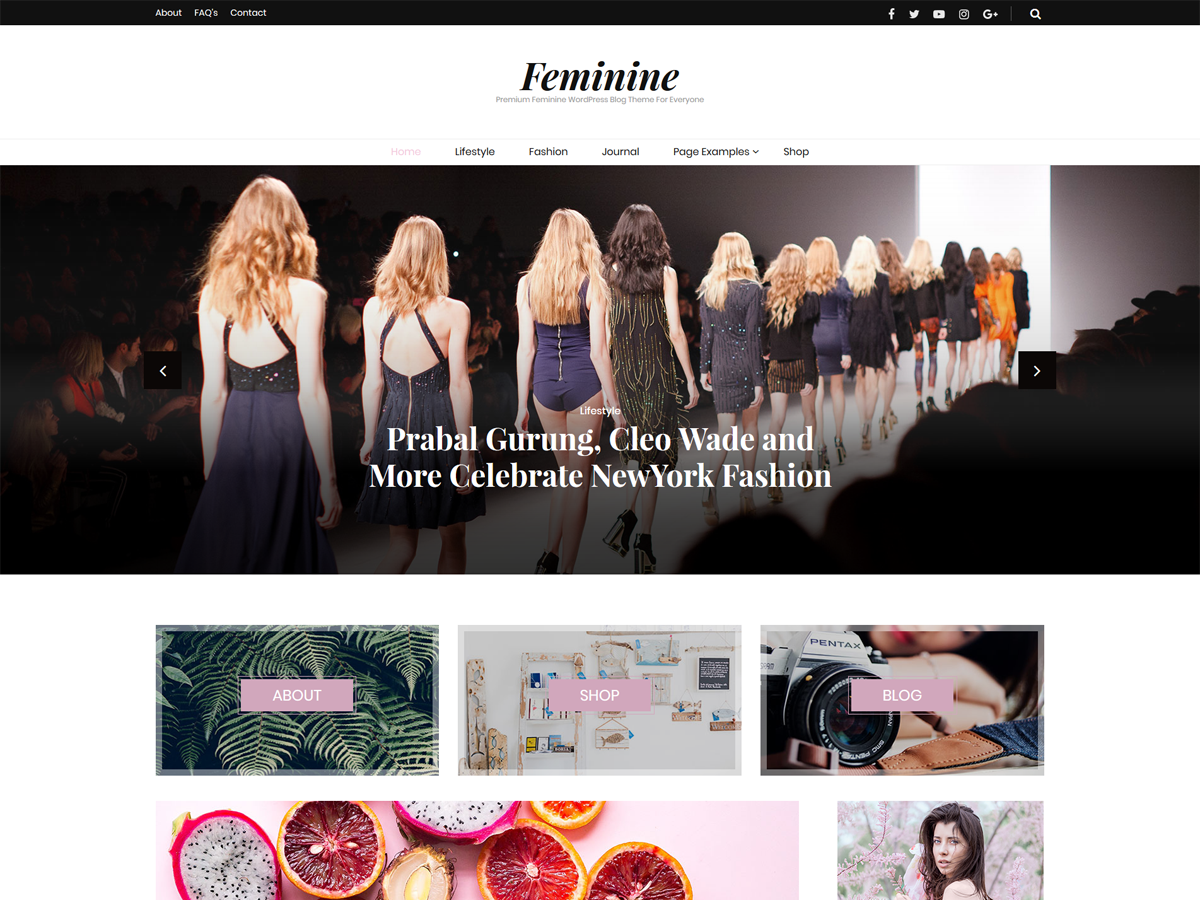 About FAQ's Contact
Feminine
Premium Feminine WordPress Blog Theme For Everyone
Home Lifestyle Fashion Journal Page Examples Shop
Lifestyle
Prabal Gurung, Cleo Wade and
More Celebrate NewYork Fashion
ABOUT
SHOP
PENTAX
BLOG